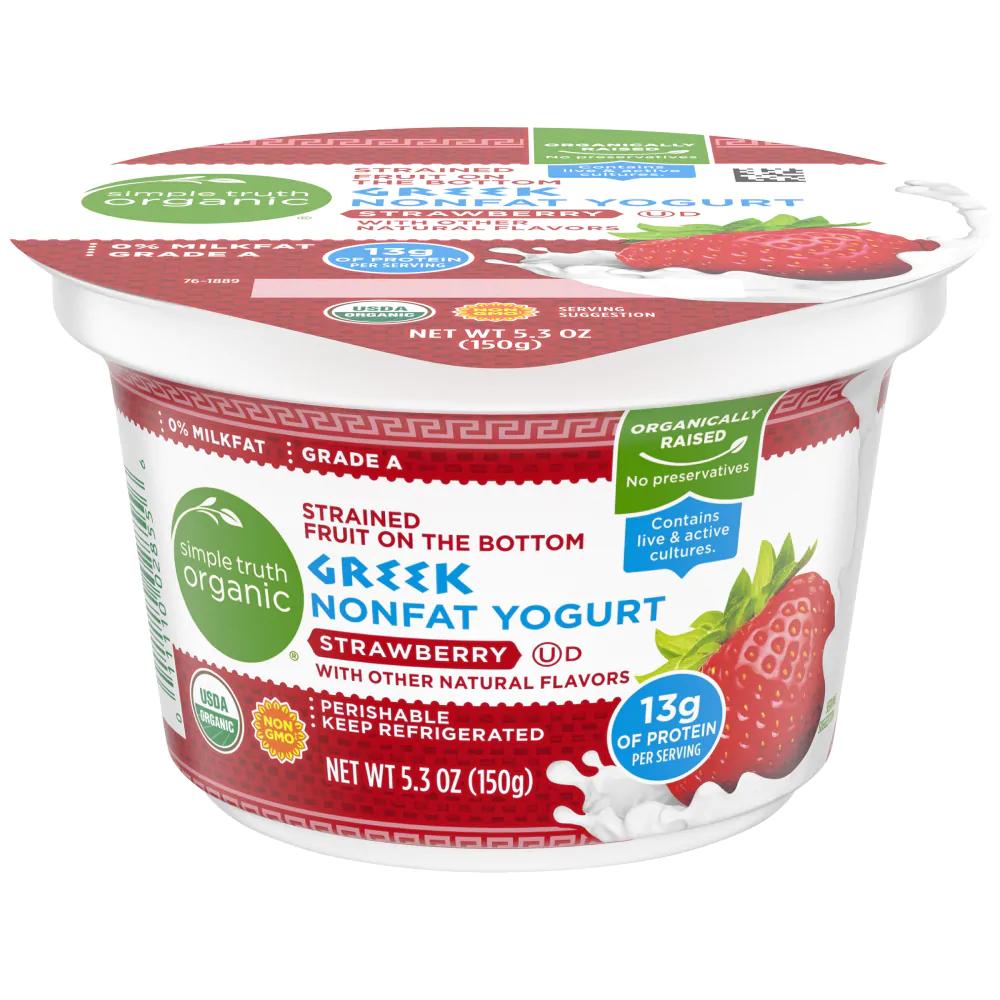 ORGANICALLY
RAISED
No preservatives
Contains
live & active
cultures.
simple truth
organic
®
STRAINED
FRUIT ON
THE BOTTOM
GREEK
NONFAT YOGURT
STRAWBERRY U D
WITH OTHER
NATURAL FLAVORS
0% MILKFAT
GRADE A
13g
OF PROTEIN
PER SERVING
76-1889
USDA
ORGANIC
NON
GMO
SERVING
SUGGESTION
NET WT 5.3 OZ
(150g)
0% MILKFAT
GRADE A
ORGANICALLY
RAISED
No preservatives
Contains
live & active
cultures.
simple truth
organic
®
STRAINED
FRUIT ON THE BOTTOM
GREEK
NONFAT YOGURT
STRAWBERRY U D
WITH OTHER NATURAL FLAVORS
USDA
ORGANIC
NON
GMO
PERISHABLE
KEEP REFRIGERATED
NET WT 5.3 OZ (150g)
13g
OF PROTEIN
PER SERVING